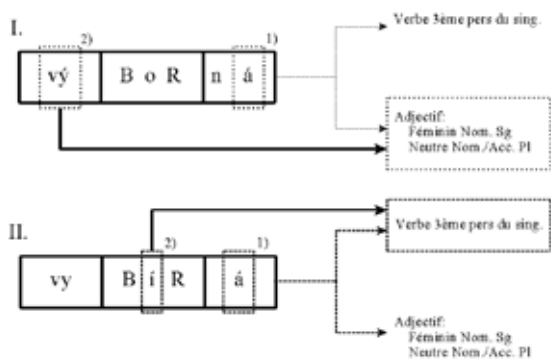 I.
2)
1)
vý B o R n á
Verbe 3ème pers du sing.
Adjectif:
Féminin Nom. Sg
Neutre Nom./Acc. Pl
II.
2)
1)
vy B í R á
Verbe 3ème pers du sing.
Adjectif:
Féminin Nom. Sg
Neutre Nom./Acc. Pl